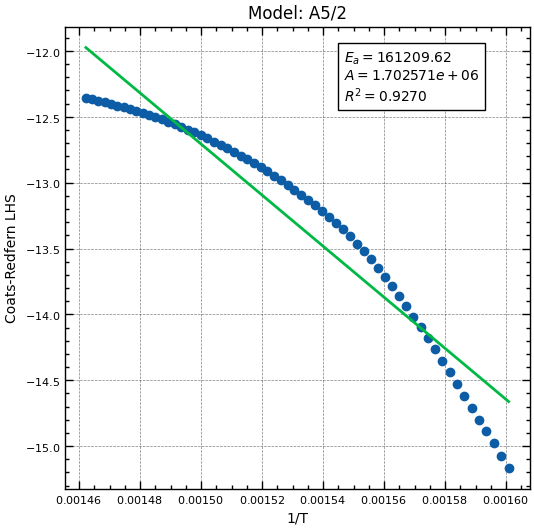 Model: A5/2
E_a = 161209.62
A = 1.702571e + 06
R^2 = 0.9270
Coats-Redfern LHS
−12.0
−12.5
−13.0
−13.5
−14.0
−14.5
−15.0
0.00146 0.00148 0.00150 0.00152 0.00154 0.00156 0.00158 0.00160
1/T